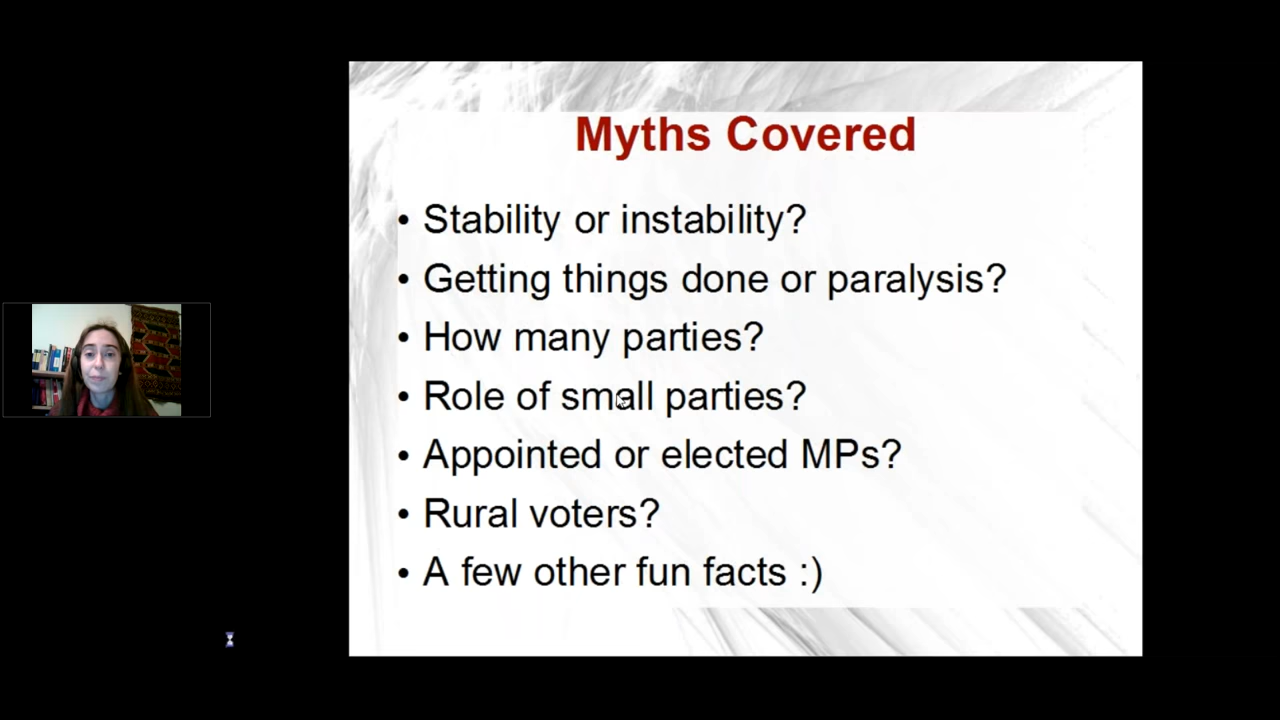 Myths Covered
• Stability or instability?
• Getting things done or paralysis?
• How many parties?
• Role of small parties?
• Appointed or elected MPs?
• Rural voters?
• A few other fun facts :)